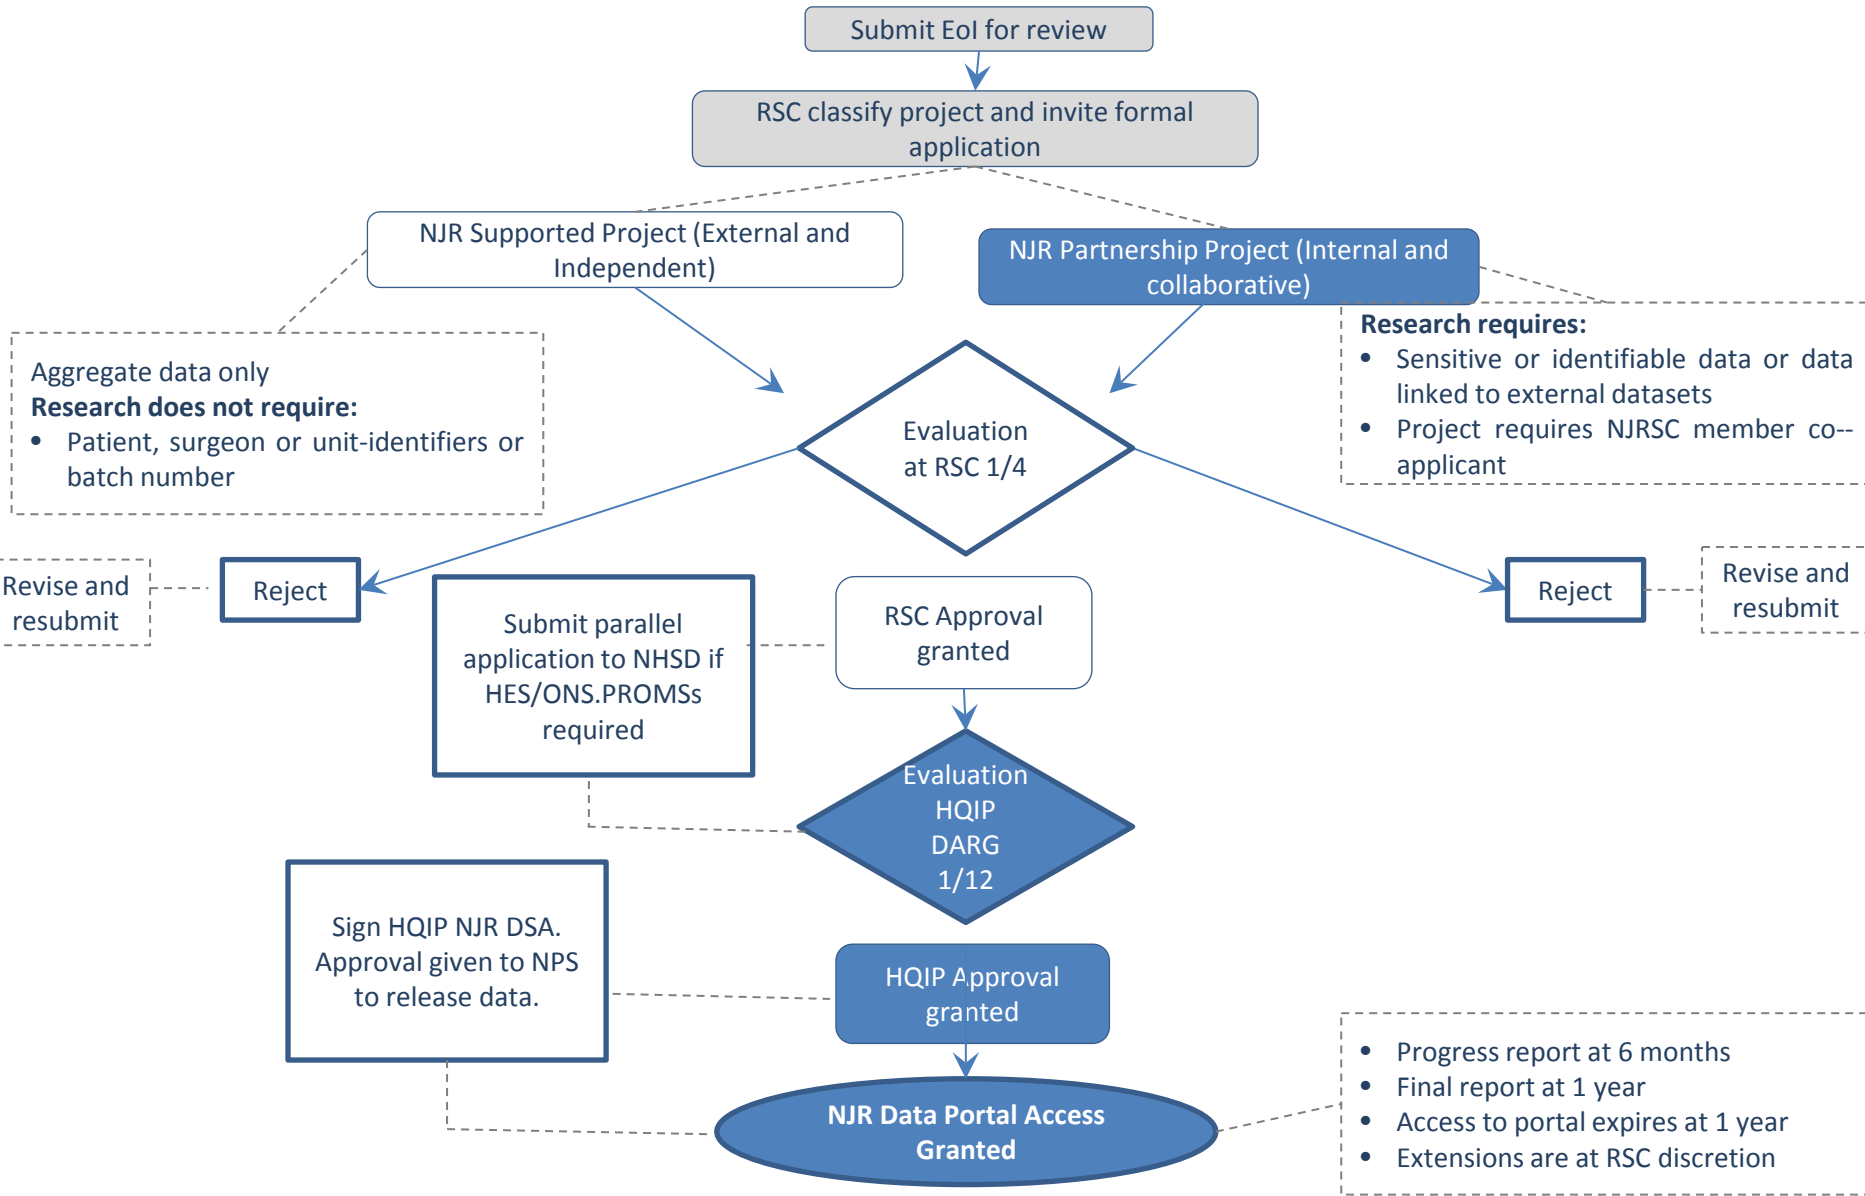 Submit EoI for review
RSC classify project and invite formal
application
NJR Supported Project (External and
Independent)
NJR Partnership Project (Internal and
collaborative)
Aggregate data only
Research does not require:
• Patient, surgeon or unit-identifiers or
batch number
Research requires:
• Sensitive or identifiable data or data
linked to external datasets
• Project requires NJRSC member co--
applicant
Evaluation
at RSC 1/4
Revise and
resubmit
Reject
Reject
Revise and
resubmit
Submit parallel
application to NHSD if
HES/ONS.PROMSs
required
RSC Approval
granted
Evaluation
HQIP
DARG
1/12
Sign HQIP NJR DSA.
Approval given to NPS
to release data.
HQIP Approval
granted
NJR Data Portal Access
Granted
• Progress report at 6 months
• Final report at 1 year
• Access to portal expires at 1 year
• Extensions are at RSC discretion